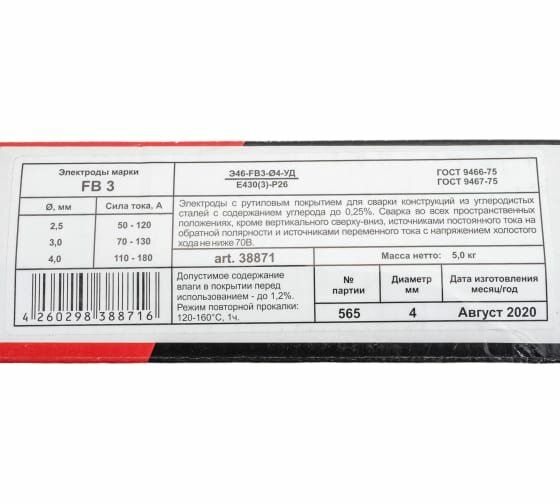 Электроды марки
FB 3
Э46-FB3-Ø4-УД
E430(3)-P26
ГОСТ 9466-75
ГОСТ 9467-75
Ø, мм Сила тока, А
2,5 50 - 120
3,0 70 - 130
4,0 110 - 180
Электроды с рутиловым покрытием для сварки конструкций из углеродистых
сталей с содержанием углерода до 0,25%. Сварка во всех пространственных
положениях, кроме вертикального сверху-вниз, источниками постоянного тока на
обратной полярности и источниками переменного тока с напряжением холостого
хода не ниже 70В.
art. 38871
Масса нетто: 5,0 кг
4 260298 388716
Допустимое содержание
влаги в покрытии перед
использованием - до 1,2%.
Режим повторной прокалки:
120-160°С, 1ч.
№
партии
Диаметр
мм
Дата изготовления
месяц/год
565 4 Август 2020